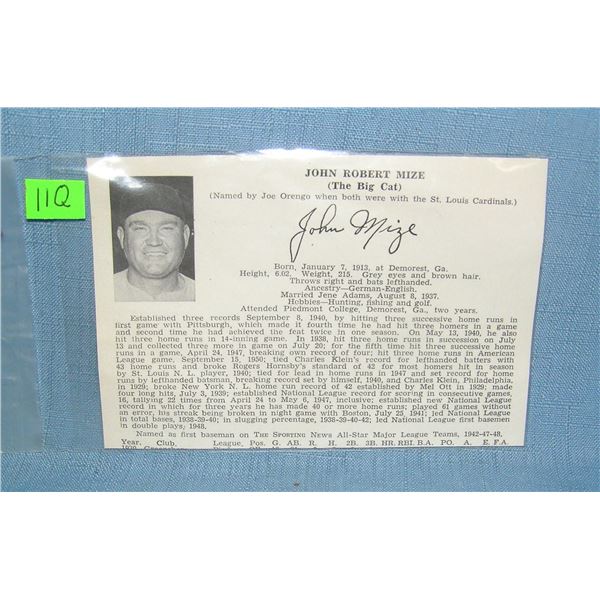 11Q
JOHN ROBERT MIZE
(The Big Cat)
(Named by Joe Orengo when both were with the St. Louis Cardinals.)
John Mize
Born, January 7, 1913, at Demorest, Ga.
Height, 6.02. Weight, 215. Grey eyes and brown hair.
Throws right and bats lefthanded.
Ancestry—German-English.
Married Jene Adams, August 8, 1937.
Hobbies—Hunting, fishing and golf.
Attended Piedmont College, Demorest, Ga., two years.
Established three records September 8, 1940, by hitting three successive home runs in
first game with Pittsburgh, which made it fourth time he had hit three homers in a game
and second time he had achieved the feat twice in one season. On May 13, 1940, he also
hit three home runs in 14-inning game. In 1938, hit three home runs in succession on July
13 and collected three more in game on July 20; for the fifth time hit three successive home
runs in a game, April 24, 1947, breaking own record of four; hit three home runs in American
League game, September 15, 1950; tied Charles Klein's record for lefthanded batters with
43 home runs and broke Rogers Hornsby's standard of 42 for most homers hit in season
by St. Louis N. L. player, 1940; tied for lead in home runs in 1947 and set record for home
runs by lefthanded batsman, breaking record set by himself, 1940, and Charles Klein, Philadelphia,
in 1929; broke New York N. L. home run record of 42 established by Mel Ott in 1929; made
four long hits, July 3, 1939; established National League record for scoring in consecutive games,
16, tallying 22 times from April 24 to May 6, 1947, inclusive; established new National League
record in which for three years he has made 40 or more home runs; played 61 games without
an error, his streak being broken in night game with Boston, July 25, 1941; led National League
in total bases, 1938-39-40; in slugging percentage, 1938-39-40-42; led National first basemen
in double plays, 1948.
Named as first baseman on THE SPORTING NEWS All-Star Major League Teams, 1942-47-48.
Year. Club. League. Pos. G. AB. R. H. 2B. 3B. HR. RBI. B.A. PO. A. E. F.A.